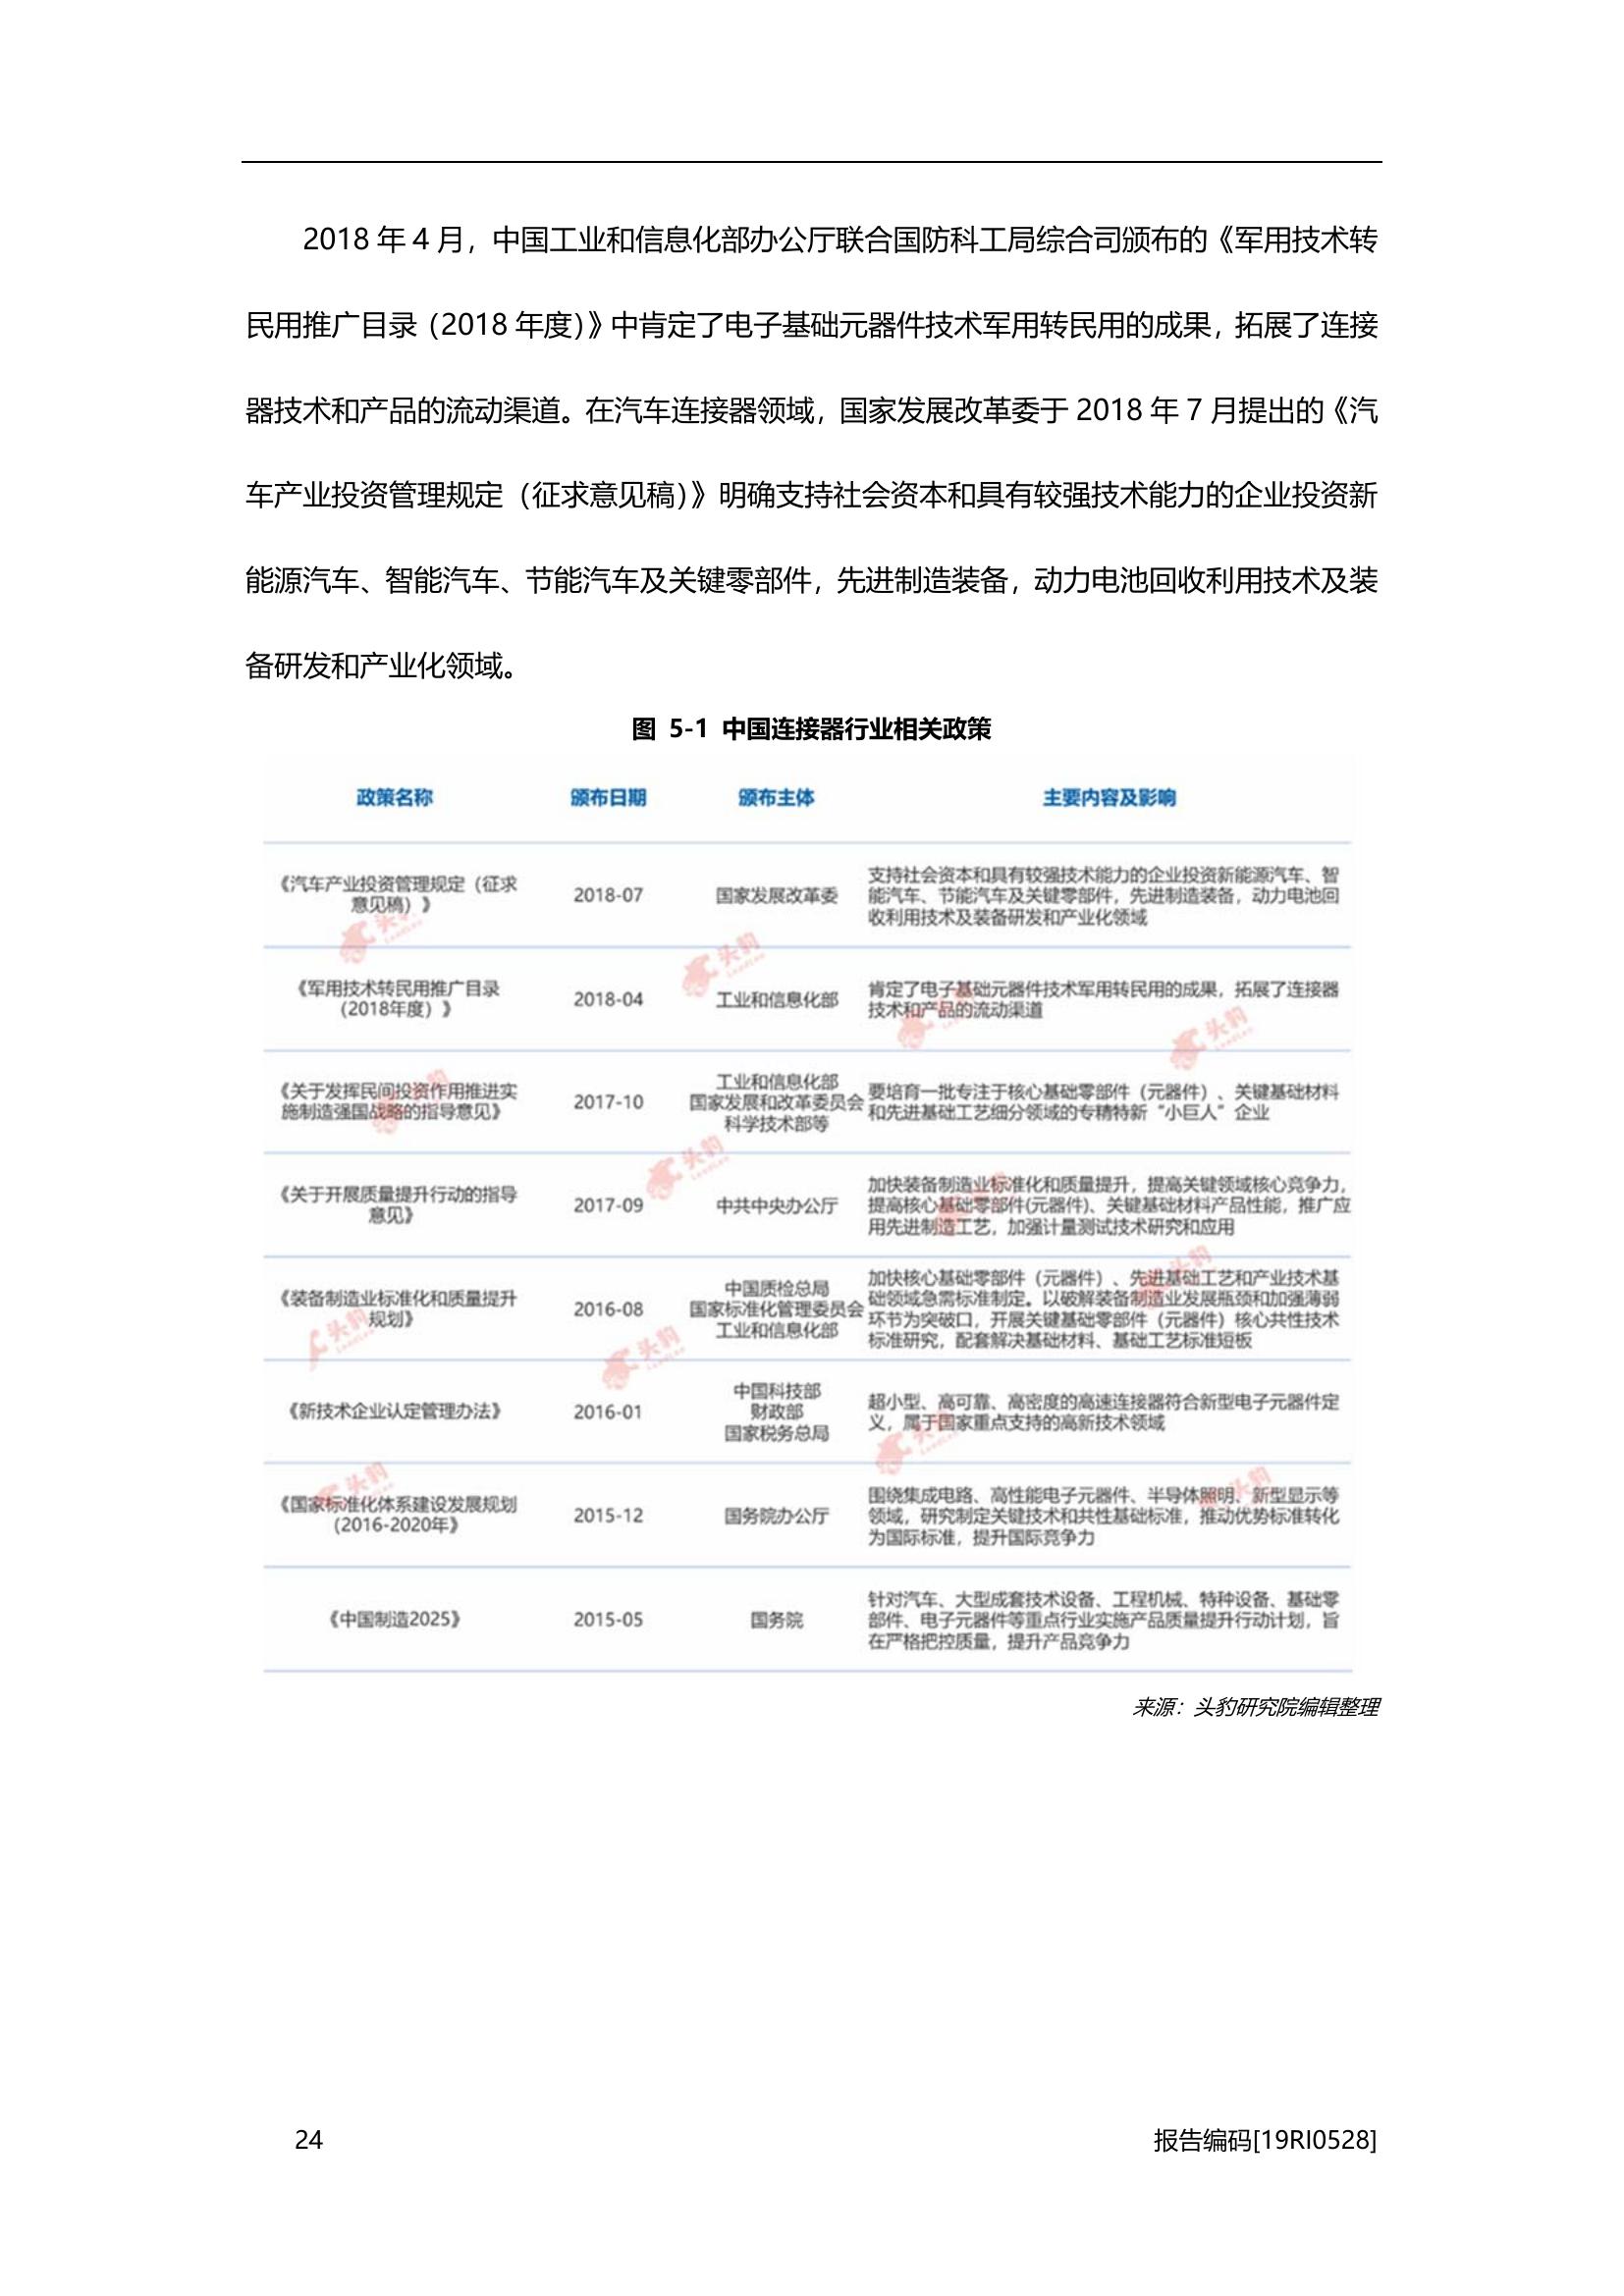 2018 年 4 月，中国工业和信息化部办公厅联合国防科工局综合司颁布的《军用技术转
民用推广目录（2018 年度）》中肯定了电子基础元器件技术军用转民用的成果，拓展了连接
器技术和产品的流动渠道。在汽车连接器领域，国家发展改革委于 2018 年 7 月提出的《汽
车产业投资管理规定（征求意见稿）》明确支持社会资本和具有较强技术能力的企业投资新
能源汽车、智能汽车、节能汽车及关键零部件，先进制造装备，动力电池回收利用技术及装
备研发和产业化领域。
图 5-1 中国连接器行业相关政策
政策名称 颁布日期 颁布主体 主要内容及影响
《汽车产业投资管理规定（征求
意见稿）》
2018-07
国家发展改革委
支持社会资本和具有较强技术能力的企业投资新能源汽车、智
能汽车、节能汽车及关键零部件，先进制造装备，动力电池回
收利用技术及装备研发和产业化领域
《军用技术转民用推广目录
（2018年度）》
2018-04
工业和信息化部
肯定了电子基础元器件技术军用转民用的成果，拓展了连接器
技术和产品的流动渠道
《关于发挥民间投资作用推进实
施制造强国战略的指导意见》
2017-10
工业和信息化部
国家发展和改革委员会
科学技术部等
要培育一批专注于核心基础零部件（元器件）、关键基础材料
和先进基础工艺细分领域的专精特新“小巨人”企业
《关于开展质量提升行动的指导
意见》
2017-09
中共中央办公厅
加快装备制造业标准化和质量提升，提高关键领域核心竞争力，
提高核心基础零部件(元器件)、关键基础材料产品性能，推广应
用先进制造工艺，加强计量测试技术研究和应用
《装备制造业标准化和质量提升
规划》
2016-08
中国质检总局
国家标准化管理委员会
工业和信息化部
加快核心基础零部件（元器件）、先进基础工艺和产业技术基
础领域急需标准制定。以破解装备制造业发展瓶颈和加强薄弱
环节为突破口，开展关键基础零部件（元器件）核心共性技术
标准研究，配套解决基础材料、基础工艺标准短板
《新技术企业认定管理办法》
2016-01
中国科技部
财政部
国家税务总局
超小型、高可靠、高密度的高速连接器符合新型电子元器件定
义，属于国家重点支持的高新技术领域
《国家标准化体系建设发展规划
（2016-2020年》
2015-12
国务院办公厅
围绕集成电路、高性能电子元器件、半导体照明、新型显示等
领域，研究制定关键技术和共性基础标准，推动优势标准转化
为国际标准，提升国际竞争力
《中国制造2025》
2015-05
国务院
针对汽车、大型成套技术设备、工程机械、特种设备、基础零
部件、电子元器件等重点行业实施产品质量提升行动计划，旨
在严格把控质量，提升产品竞争力
来源：头豹研究院编辑整理
24
报告编码[19RI0528]